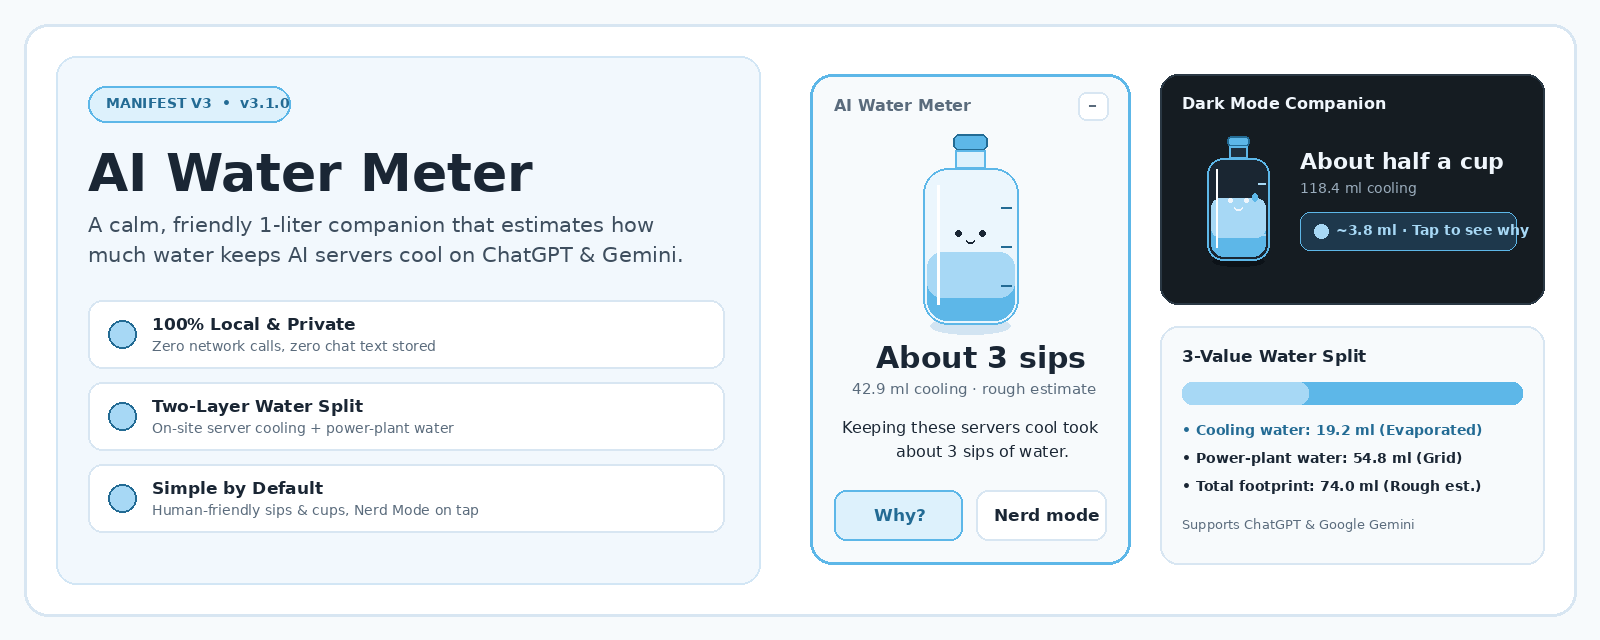 MANIFEST V3 • v3.1.0
AI Water Meter
A calm, friendly 1-liter companion that estimates how
much water keeps AI servers cool on ChatGPT & Gemini.
100% Local & Private
Zero network calls, zero chat text stored
Two-Layer Water Split
On-site server cooling + power-plant water
Simple by Default
Human-friendly sips & cups, Nerd Mode on tap
AI Water Meter
–
About 3 sips
42.9 ml cooling · rough estimate
Keeping these servers cool took
about 3 sips of water.
Why?
Nerd mode
Dark Mode Companion
About half a cup
118.4 ml cooling
~3.8 ml · Tap to see why
3-Value Water Split
• Cooling water: 19.2 ml (Evaporated)
• Power-plant water: 54.8 ml (Grid)
• Total footprint: 74.0 ml (Rough est.)
Supports ChatGPT & Google Gemini